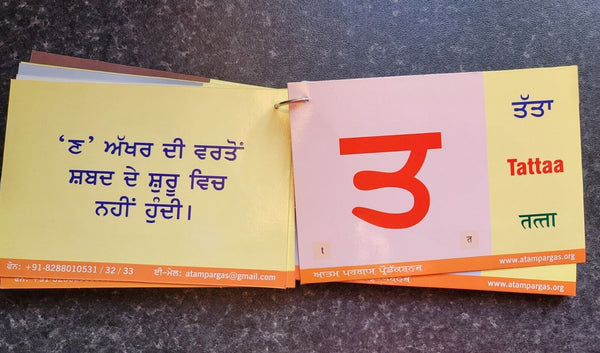 ‘ਣ’ ਅੱਖਰ ਦੀ ਵਰਤੋਂ
ਸ਼ਬਦ ਦੇ ਸ਼ੁਰੂ ਵਿਚ
ਨਹੀਂ ਹੁੰਦੀ।
ਫੋਨ: +91-8288010531 / 32 / 33 ਈ-ਮੇਲ: atampargas@gmail.com
ਤ
t
ਤੱਤਾ
Tattaa
तत्ता
ਆਤਮ ਪਰਗਾਸ ਪ੍ਰੋਡੱਕਸ਼ਨਜ਼ www.atampargas.org
www.atampargas.org